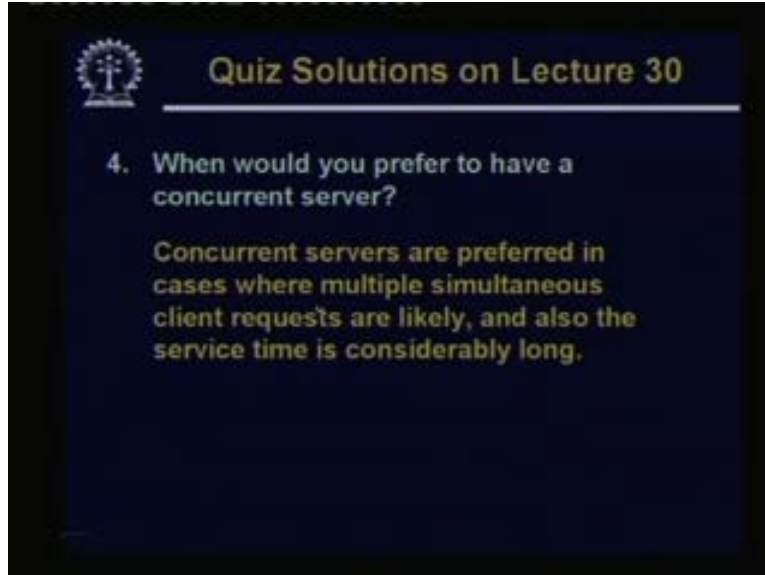 Quiz Solutions on Lecture 30
4. When would you prefer to have a
concurrent server?
Concurrent servers are preferred in
cases where multiple simultaneous
client requests are likely, and also the
service time is considerably long.